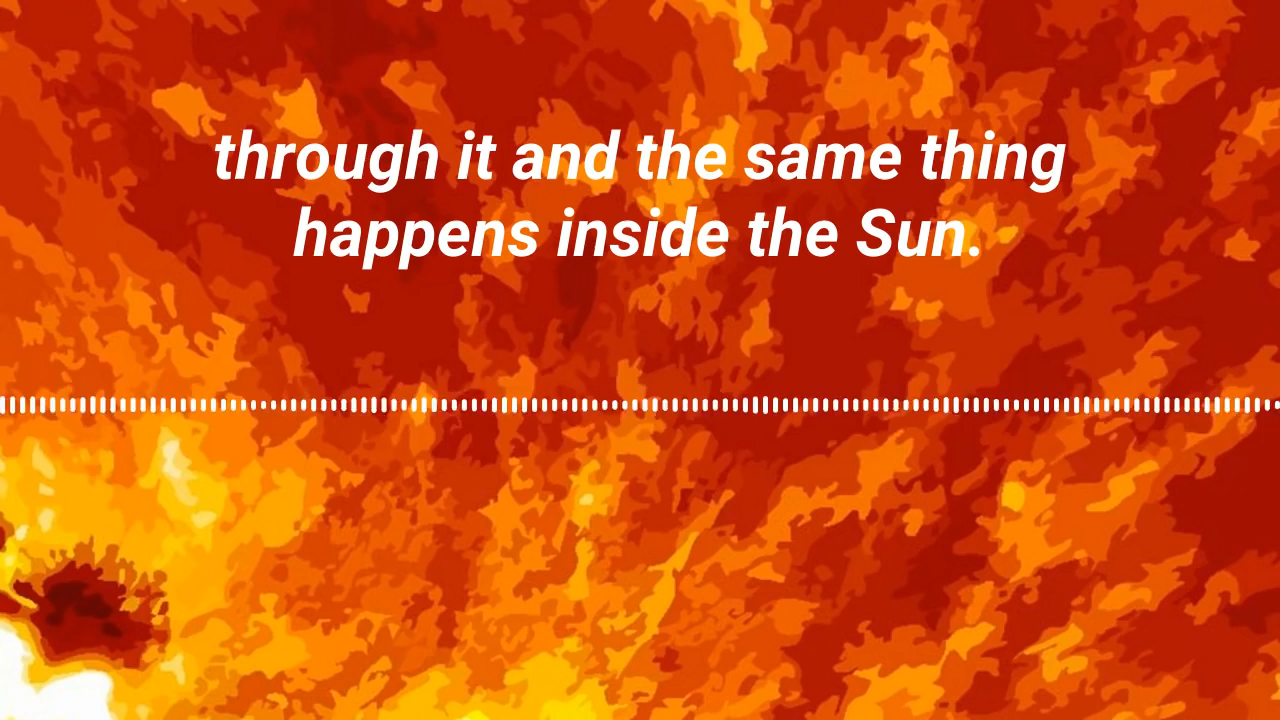 through it and the same thing
happens inside the Sun.